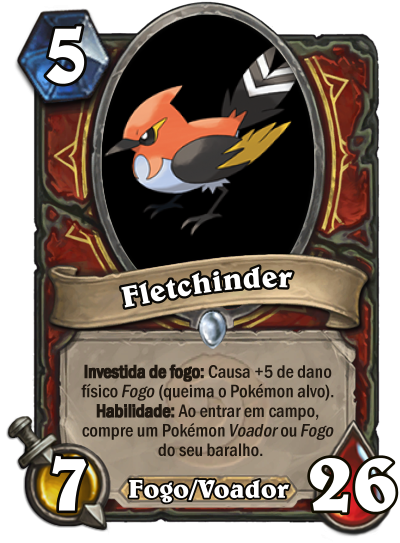 5
Fletchinder
Investida de fogo: Causa +5 de dano
físico Fogo (queima o Pokémon alvo).
Habilidade: Ao entrar em campo,
compre um Pokémon Voador ou Fogo
do seu baralho.
7
Fogo/Voador
26